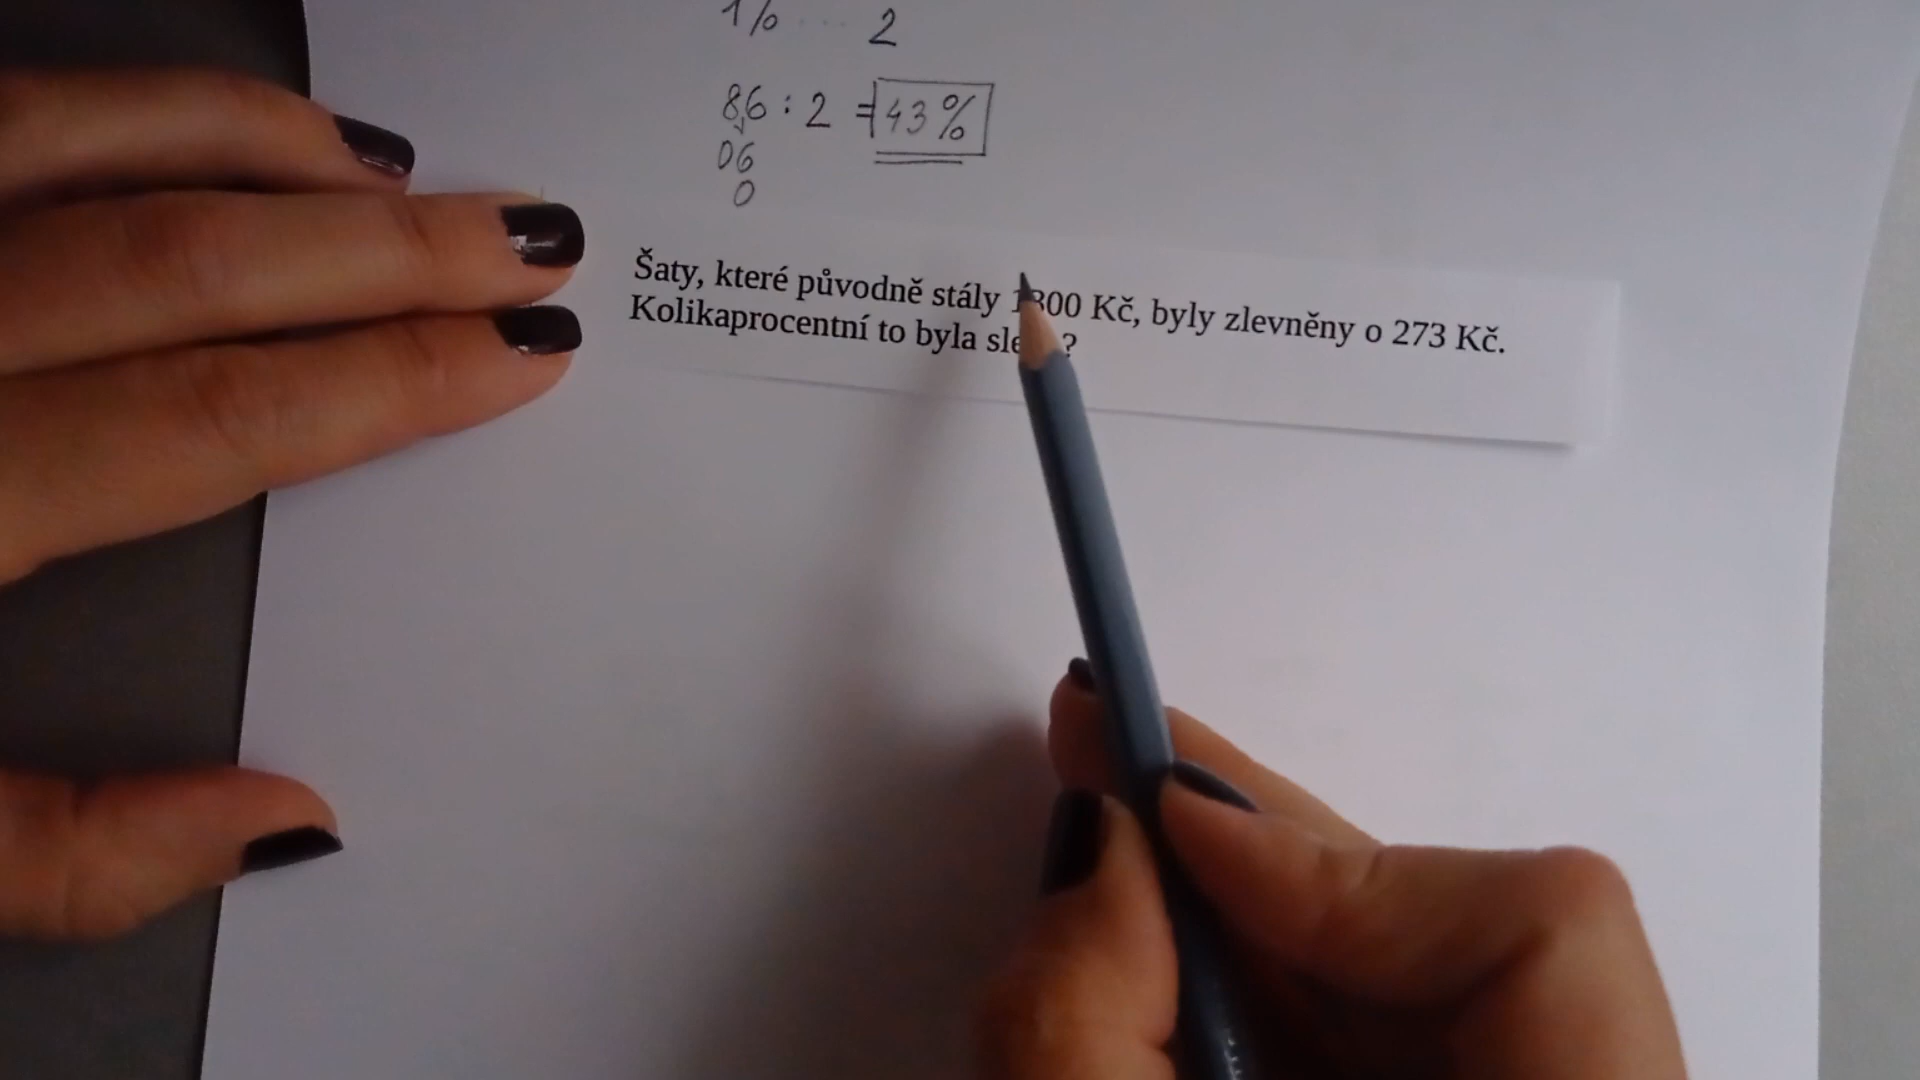 1% .... 2
86 : 2 = 43%
06
0
Šaty, které původně stály 1300 Kč, byly zlevněny o 273 Kč.
Kolikaprocentní to byla ?